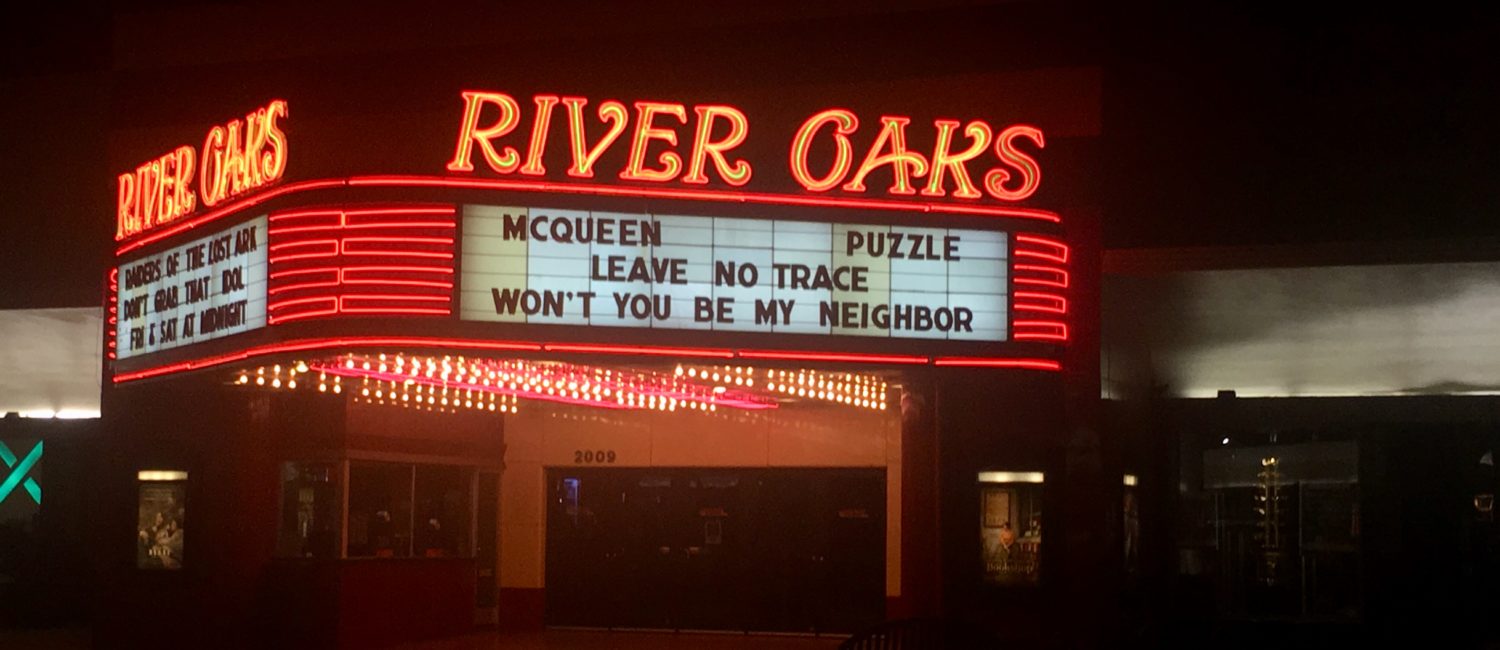 RIVER OAKS
RIVER OAKS
RAIDERS OF THE LOST ARK
DON'T GRAB THAT IDOL
FRI & SAT AT MIDNIGHT
MCQUEEN PUZZLE
LEAVE NO TRACE
WON'T YOU BE MY NEIGHBOR
2009
Bookshop